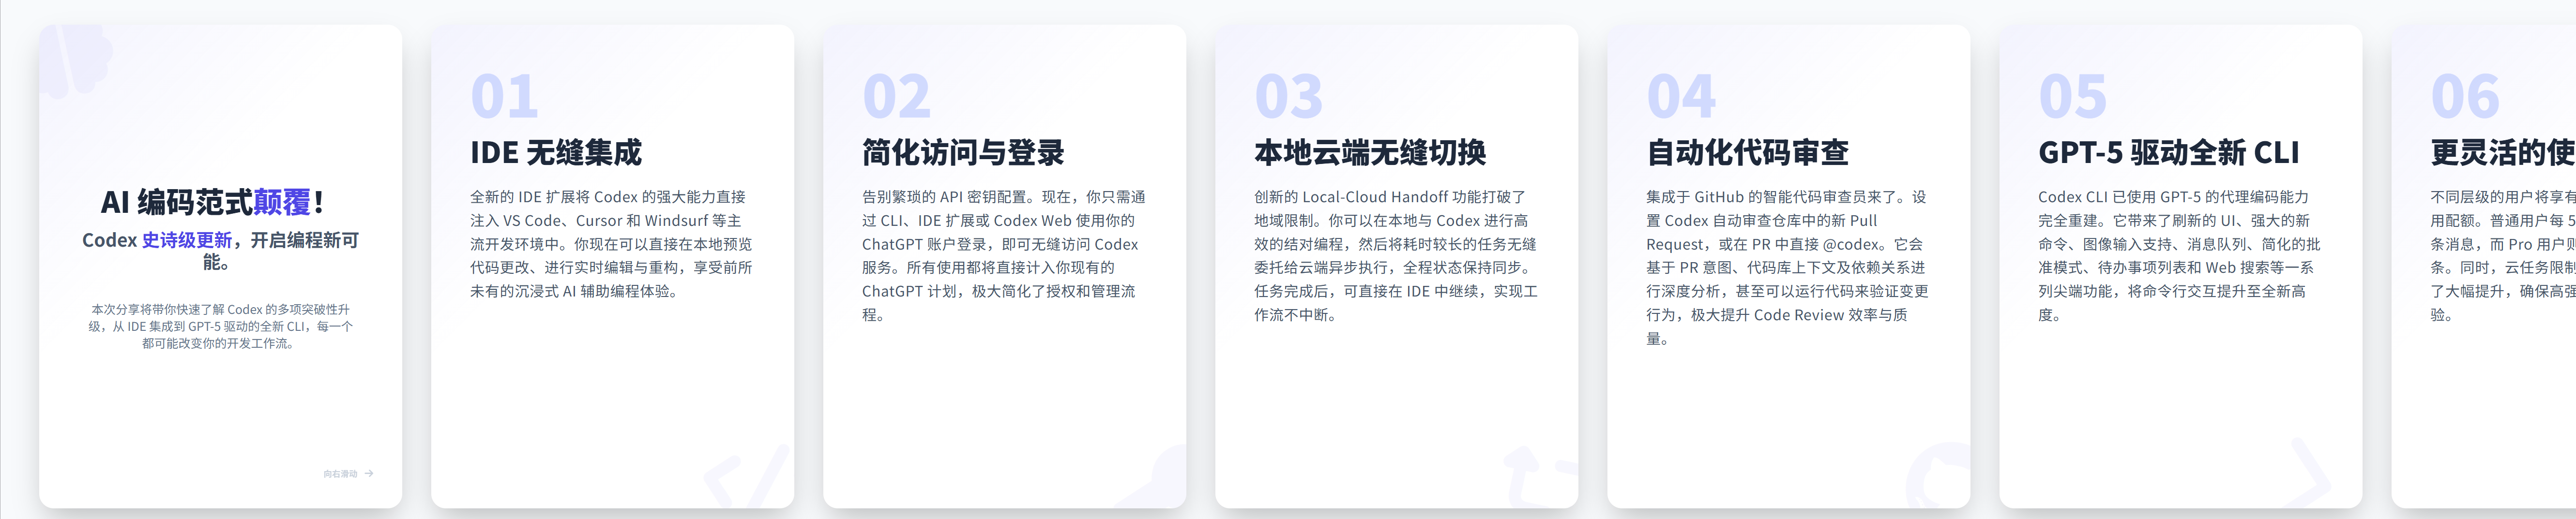 AI 编码范式颠覆！
Codex 史诗级更新，开启编程新可
能。
本次分享将带你快速了解 Codex 的多项突破性升
级，从 IDE 集成到 GPT-5 驱动的全新 CLI，每一个
都可能改变你的开发工作流。
向右滑动 →
01
IDE 无缝集成
全新的 IDE 扩展将 Codex 的强大能力直接
注入 VS Code、Cursor 和 Windsurf 等主
流开发环境中。你现在可以直接在本地预览
代码更改、进行实时编辑与重构，享受前所
未有的沉浸式 AI 辅助编程体验。
02
简化访问与登录
告别繁琐的 API 密钥配置。现在，你只需通
过 CLI、IDE 扩展或 Codex Web 使用你的
ChatGPT 账户登录，即可无缝访问 Codex
服务。所有使用都将直接计入你现有的
ChatGPT 计划，极大简化了授权和管理流
程。
03
本地云端无缝切换
创新的 Local-Cloud Handoff 功能打破了
地域限制。你可以在本地与 Codex 进行高
效的结对编程，然后将耗时较长的任务无缝
委托给云端异步执行，全程状态保持同步。
任务完成后，可直接在 IDE 中继续，实现工
作流不中断。
04
自动化代码审查
集成于 GitHub 的智能代码审查员来了。设
置 Codex 自动审查仓库中的新 Pull
Request，或在 PR 中直接 @codex。它会
基于 PR 意图、代码库上下文及依赖关系进
行深度分析，甚至可以运行代码来验证变更
行为，极大提升 Code Review 效率与质
量。
05
GPT-5 驱动全新 CLI
Codex CLI 已使用 GPT-5 的代理编码能力
完全重建。它带来了刷新的 UI、强大的新
命令、图像输入支持、消息队列、简化的批
准模式、待办事项列表和 Web 搜索等一系
列尖端功能，将命令行交互提升至全新高
度。
06
更灵活的使
不同层级的用户将享有
用配额。普通用户每 5
条消息，而 Pro 用户则
条。同时，云任务限制
了大幅提升，确保高强
验。